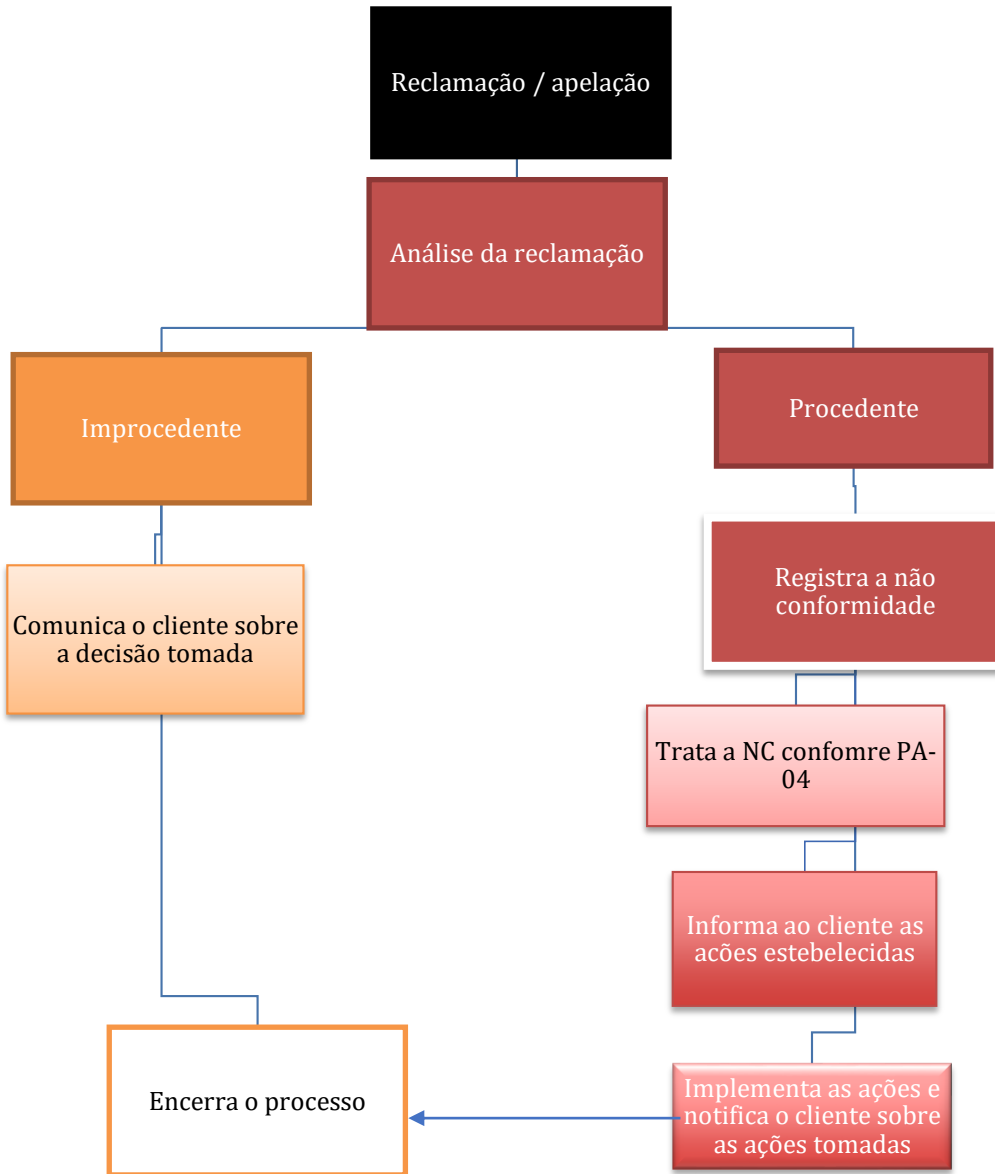 Reclamação / apelação
Análise da reclamação
Improcedente
Procedente
Comunica o cliente sobre
a decisão tomada
Registra a não
conformidade
Trata a NC confomre PA-
04
Informa ao cliente as
acões estebelecidas
Encerra o processo
Implementa as ações e
notifica o cliente sobre
as ações tomadas